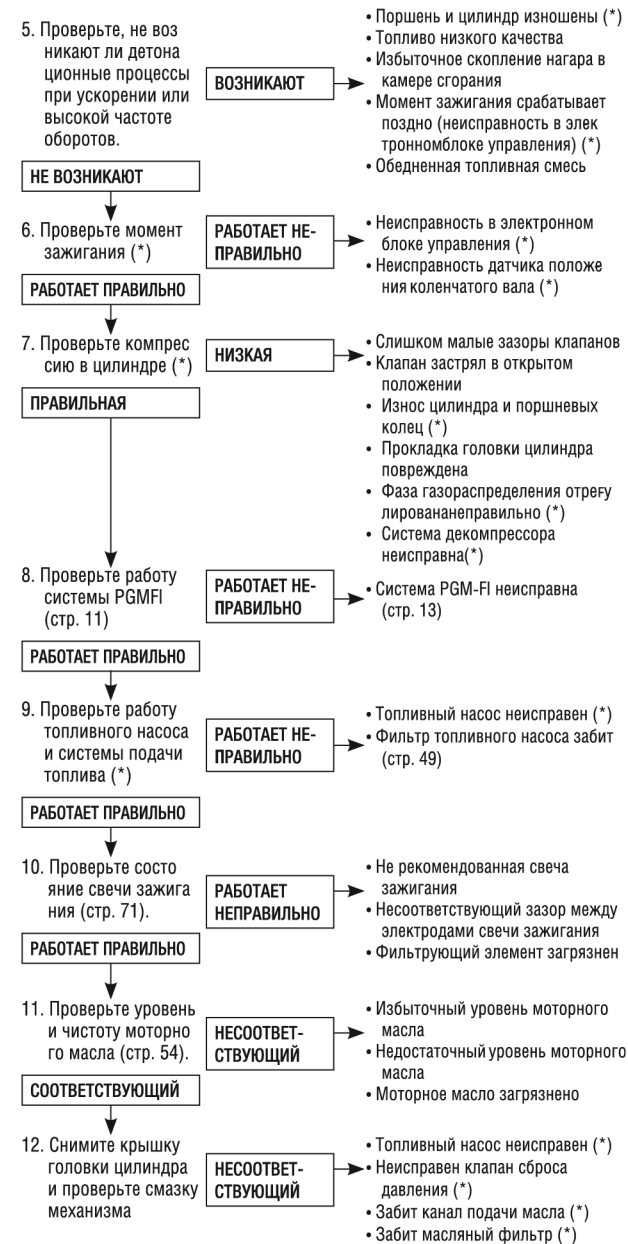 5. Проверьте, не воз
никают ли детона
ционные процессы
при ускорении или
высокой частоте
оборотов.
ВОЗНИКАЮТ
• Поршень и цилиндр изношены (*)
• Топливо низкого качества
• Избыточное скопление нагара в
камере сгорания
• Момент зажигания срабатывает
поздно (неисправность в элек
тронномблоке управления) (*)
• Обедненная топливная смесь
НЕ ВОЗНИКАЮТ
6. Проверьте момент
зажигания (*)
РАБОТАЕТ НЕ-
ПРАВИЛЬНО
• Неисправность в электронном
блоке управления (*)
• Неисправность датчика положе
ния коленчатого вала (*)
РАБОТАЕТ ПРАВИЛЬНО
7. Проверьте компрес
сию в цилиндре (*)
НИЗКАЯ
• Слишком малые зазоры клапанов
• Клапан застрял в открытом
положении
• Износ цилиндра и поршневых
колец (*)
• Прокладка головки цилиндра
повреждена
• Фаза газораспределения отрегу
лировананеправильно (*)
• Система декомпрессора
неисправна(*)
ПРАВИЛЬНАЯ
8. Проверьте работу
системы PGMFI
(стр. 11)
РАБОТАЕТ НЕ-
ПРАВИЛЬНО
• Система PGM-FI неисправна
(стр. 13)
РАБОТАЕТ ПРАВИЛЬНО
9. Проверьте работу
топливного насоса
и системы подачи
топлива (*)
РАБОТАЕТ НЕ-
ПРАВИЛЬНО
• Топливный насос неисправен (*)
• Фильтр топливного насоса забит
(стр. 49)
РАБОТАЕТ ПРАВИЛЬНО
10. Проверьте состо
яние свечи зажига
ния (стр. 71).
РАБОТАЕТ
НЕПРАВИЛЬНО
• Не рекомендованная свеча
зажигания
• Несоответствующий зазор между
электродами свечи зажигания
• Фильтрующий элемент загрязнен
РАБОТАЕТ ПРАВИЛЬНО
11. Проверьте уровень
и чистоту моторно
го масла (стр. 54).
НЕСООТВЕТ-
СТВУЮЩИЙ
• Избыточный уровень моторного
масла
• Недостаточный уровень моторного
масла
• Моторное масло загрязнено
СООТВЕТСТВУЮЩИЙ
12. Снимите крышку
головки цилиндра
и проверьте смазку
механизма
НЕСООТВЕТ-
СТВУЮЩИЙ
• Топливный насос неисправен (*)
• Неисправен клапан сброса
давления (*)
• Забит канал подачи масла (*)
• Забит масляный фильтр (*)